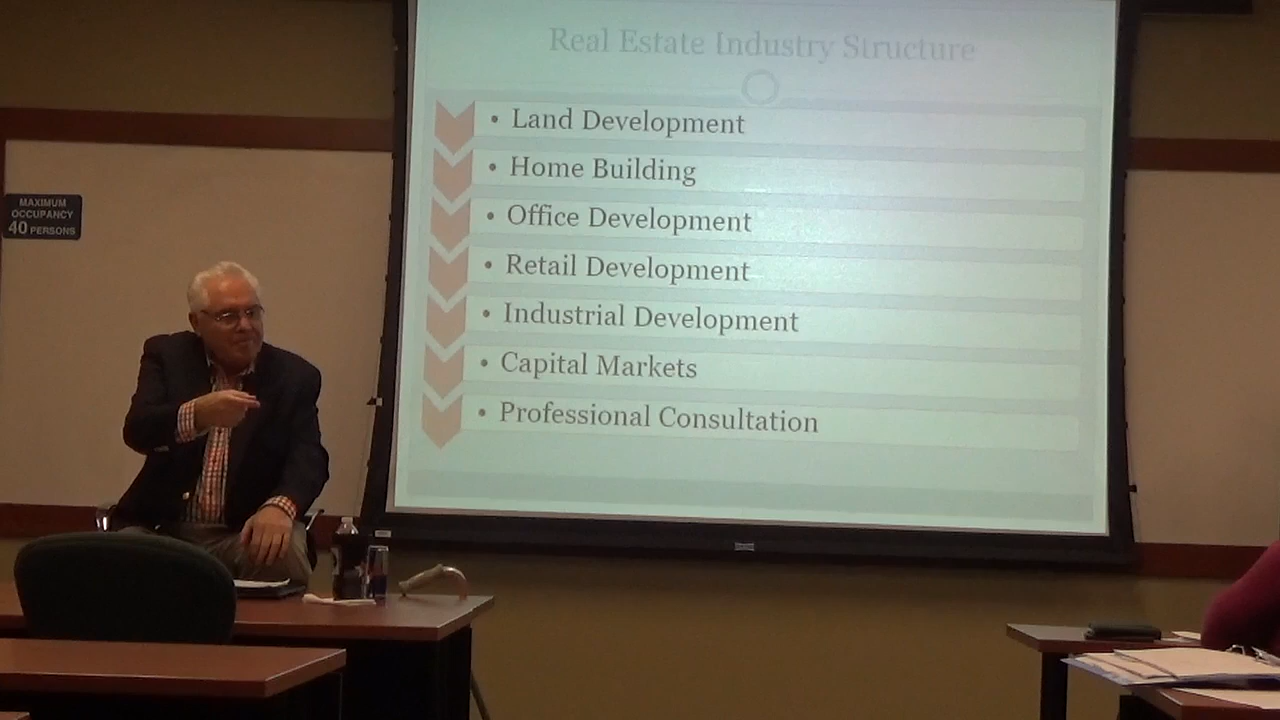 Real Estate Industry Structure
• Land Development
• Home Building
• Office Development
• Retail Development
• Industrial Development
• Capital Markets
• Professional Consultation
MAXIMUM
OCCUPANCY
40 PERSONS